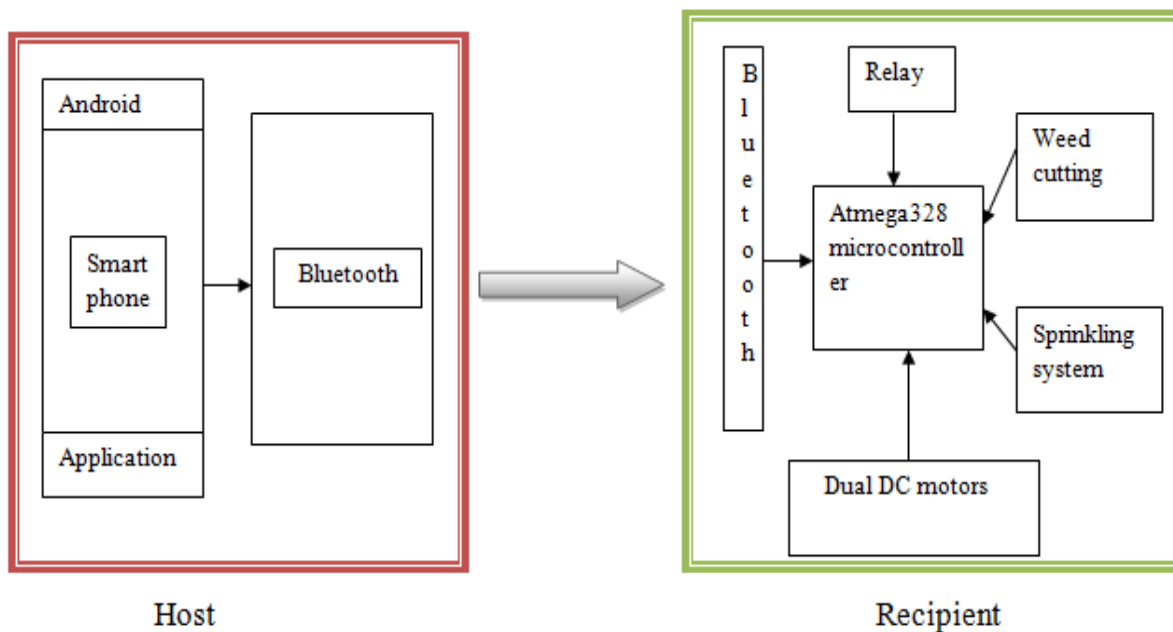 Android
Smart
phone
Application
Bluetooth
Host
B
l
u
e
t
o
o
t
h
Relay
Atmega328
microcontroll
er
Weed
cutting
Sprinkling
system
Dual DC motors
Recipient